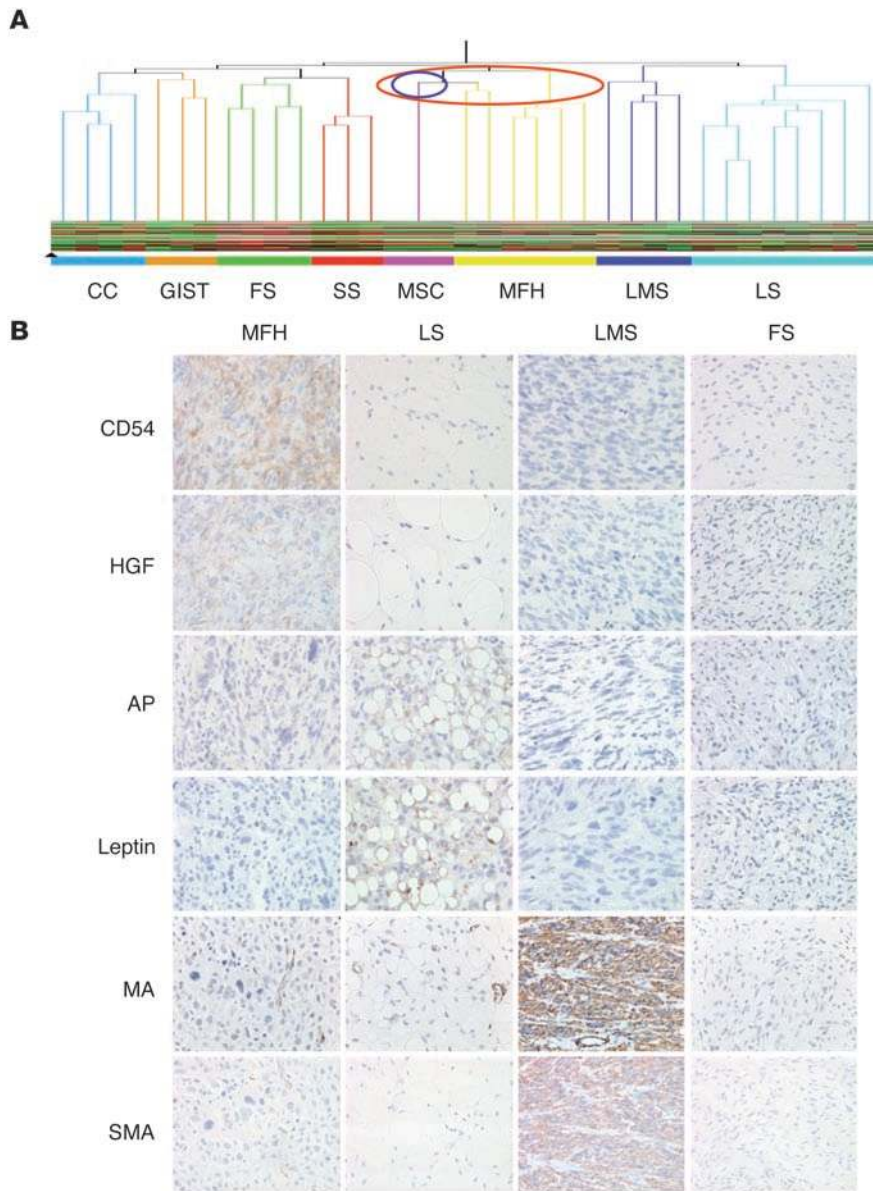 A
CC GIST FS SS MSC MFH LMS LS
B
MFH LS LMS FS
CD54
HGF
AP
Leptin
MA
SMA